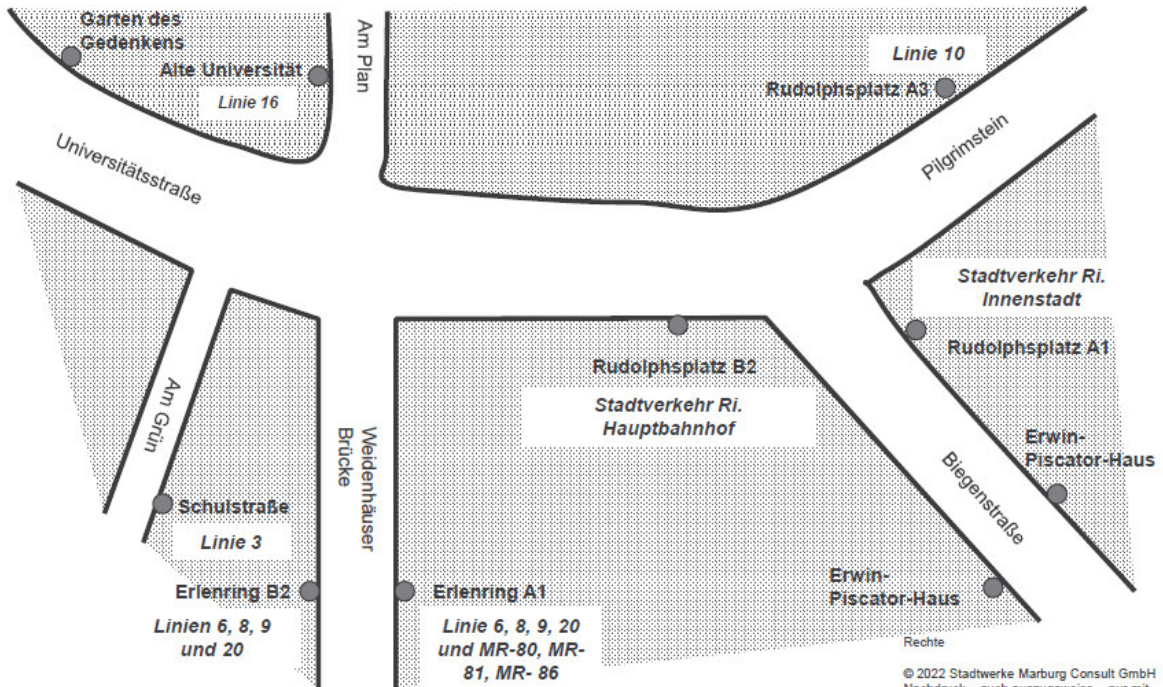 Garten des
Gedenkens
Alte Universität
Linie 16
Am Plan
Linie 10
Rudolphsplatz A3
Universitätsstraße
Pilgrimstein
Stadtverkehr Ri.
Innenstadt
Rudolphsplatz A1
Rudolphsplatz B2
Stadtverkehr Ri.
Hauptbahnhof
Am Grün
Weidenhäuser
Brücke
Erwin-
Piscator-Haus
Biegenstraße
Schulstraße
Linie 3
Erlenring B2
Linien 6, 8, 9
und 20
Erlenring A1
Linie 6, 8, 9, 20
und MR-80, MR-
81, MR- 86
Erwin-
Piscator-Haus
Rechte
© 2022 Stadtwerke Marburg Consult GmbH